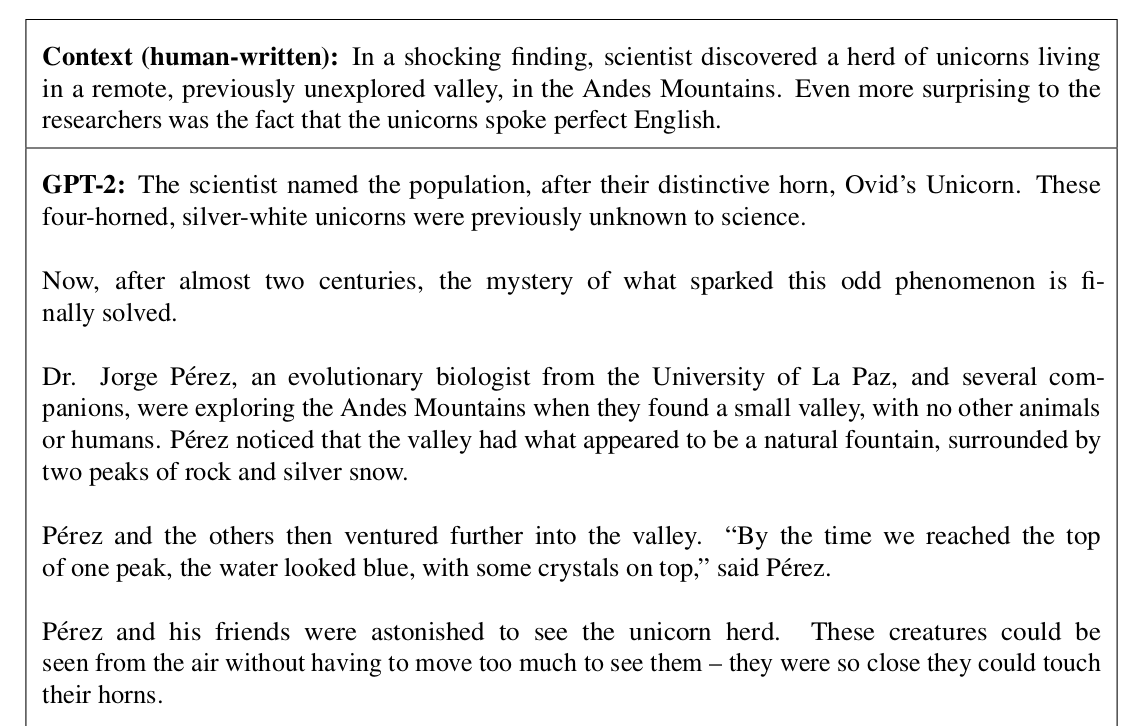 Context (human-written): In a shocking finding, scientist discovered a herd of unicorns living
in a remote, previously unexplored valley, in the Andes Mountains. Even more surprising to the
researchers was the fact that the unicorns spoke perfect English.
GPT-2: The scientist named the population, after their distinctive horn, Ovid’s Unicorn. These
four-horned, silver-white unicorns were previously unknown to science.
Now, after almost two centuries, the mystery of what sparked this odd phenomenon is fi-
nally solved.
Dr. Jorge Pérez, an evolutionary biologist from the University of La Paz, and several com-
panions, were exploring the Andes Mountains when they found a small valley, with no other animals
or humans. Pérez noticed that the valley had what appeared to be a natural fountain, surrounded by
two peaks of rock and silver snow.
Pérez and the others then ventured further into the valley. “By the time we reached the top
of one peak, the water looked blue, with some crystals on top,” said Pérez.
Pérez and his friends were astonished to see the unicorn herd. These creatures could be
seen from the air without having to move too much to see them – they were so close they could touch
their horns.